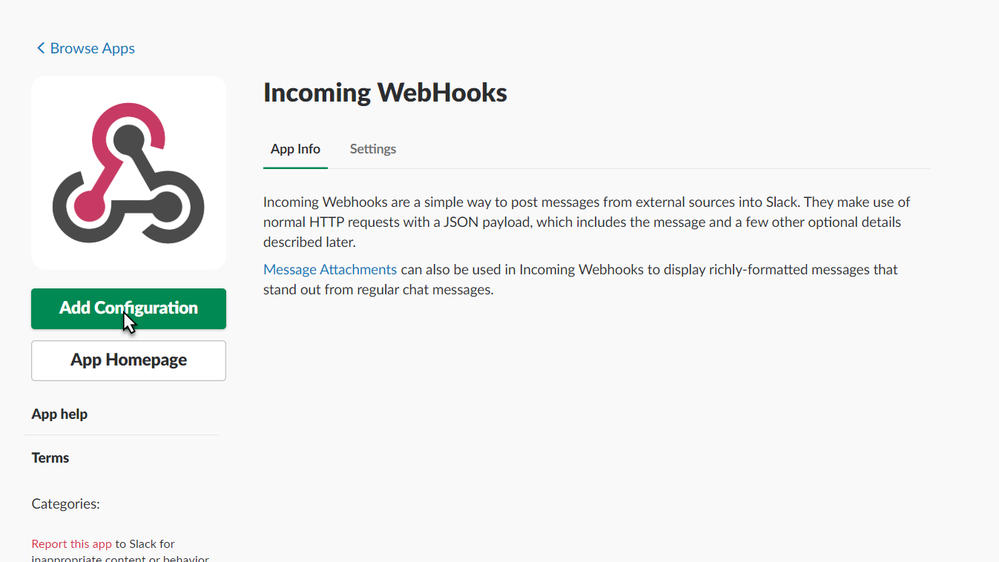 Browse Apps
Incoming WebHooks
App Info
Settings
Incoming Webhooks are a simple way to post messages from external sources into Slack. They make use of
normal HTTP requests with a JSON payload, which includes the message and a few other optional details
described later.
Message Attachments can also be used in Incoming Webhooks to display richly-formatted messages that
stand out from regular chat messages.
Add Configuration
App Homepage
App help
Terms
Categories:
Report this app to Slack for
inappropriate content or behavior